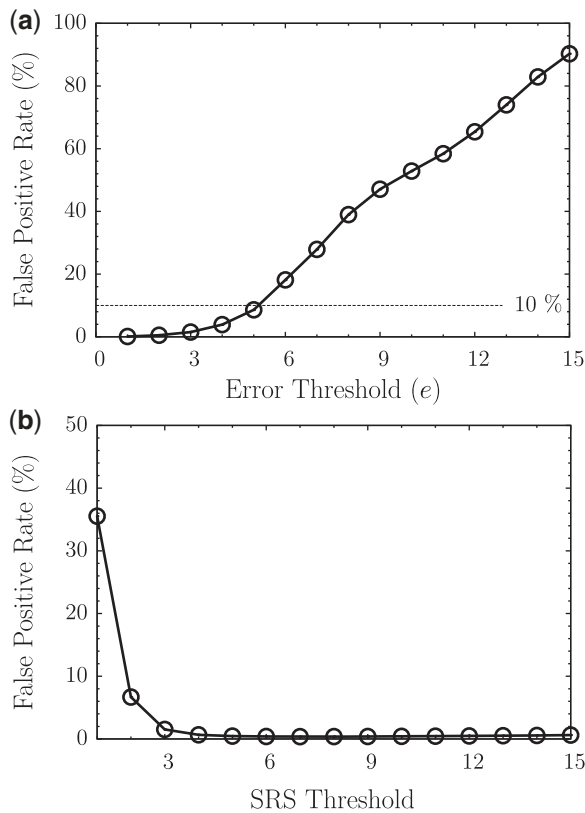 (a)
False Positive Rate (%)
100
80
60
40
20
0
10 %
0 3 6 9 12 15
Error Threshold (e)
(b)
False Positive Rate (%)
50
40
30
20
10
0
3 6 9 12 15
SRS Threshold